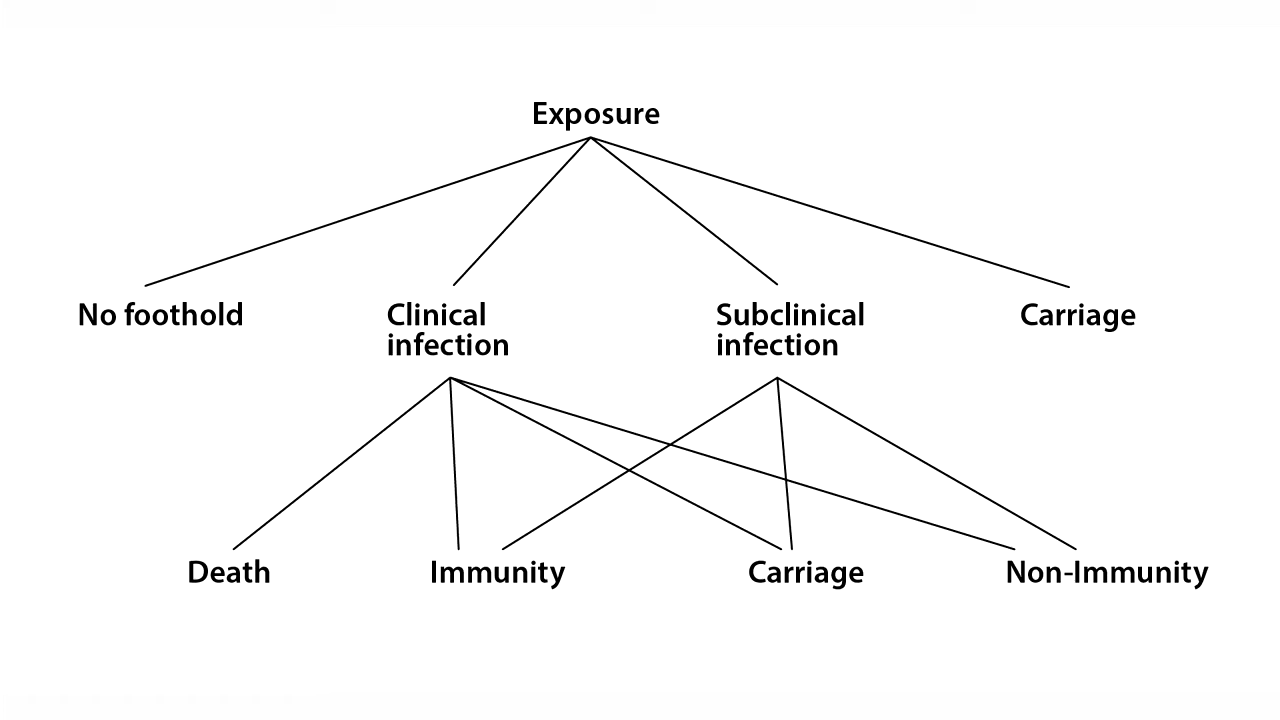 Exposure
No foothold
Clinical
infection
Subclinical
infection
Carriage
Death
Immunity
Carriage
Non-Immunity